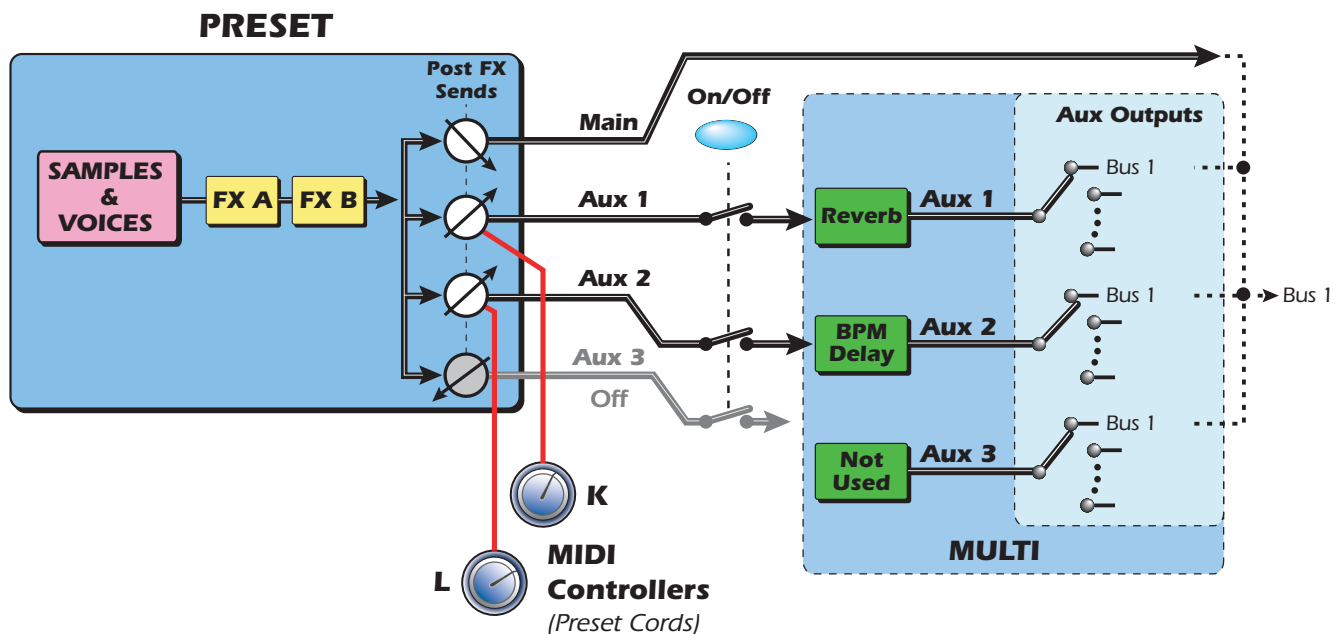 PRESET
Post FX
Sends
On/Off
Main
Aux Outputs
SAMPLES
&
VOICES
FX A
FX B
Aux 1
Reverb
Aux 1
Bus 1
Aux 2
BPM
Delay
Aux 2
Bus 1
Bus 1
Aux 3
Off
Not
Used
Aux 3
Bus 1
K
L
MIDI
Controllers
(Preset Cords)
MULTI